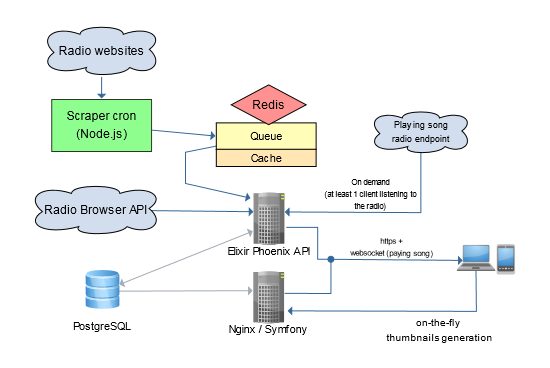 Radio websites
Scraper cron
(Node.js)
Redis
Queue
Cache
Playing song
radio endpoint
On demand
(at least 1 client listening to
the radio)
Radio Browser API
Elixir Phoenix API
https +
websocket (paying song)
PostgreSQL
Nginx / Symfony
on-the-fly
thumbnails generation